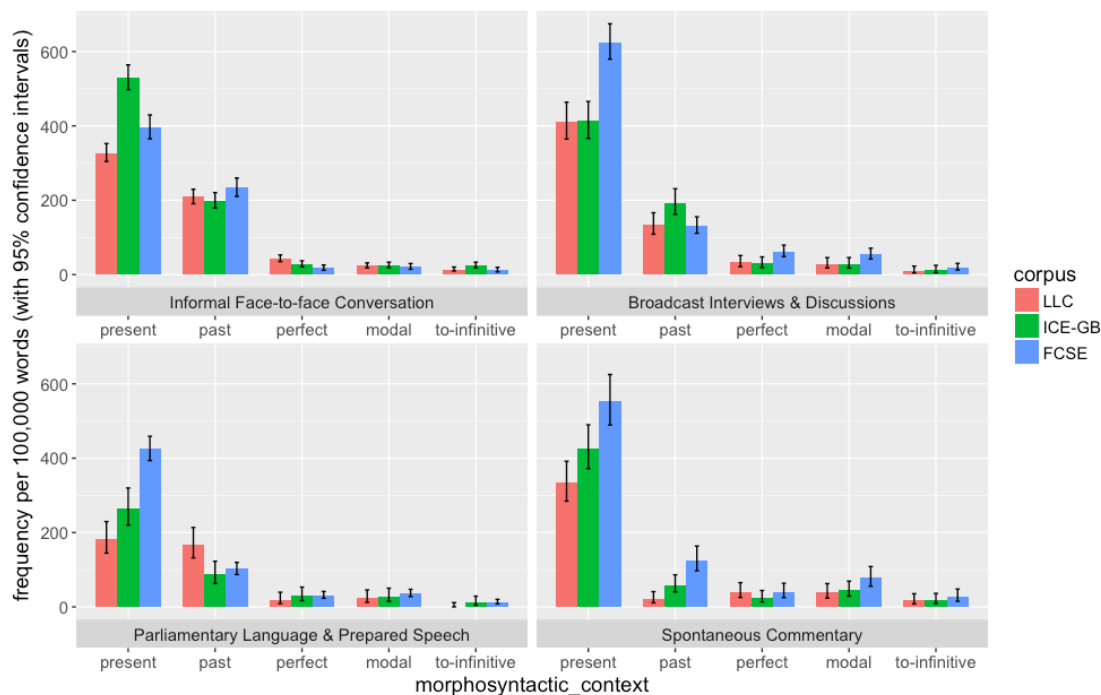 frequency per 100,000 words (with 95% confidence intervals)
600
400
200
0
Informal Face-to-face Conversation
present past perfect modal to-infinitive
Broadcast Interviews & Discussions
present past perfect modal to-infinitive
600
400
200
0
Parliamentary Language & Prepared Speech
present past perfect modal to-infinitive
Spontaneous Commentary
present past perfect modal to-infinitive
morphosyntactic_context
corpus
LLC
ICE-GB
FCSE